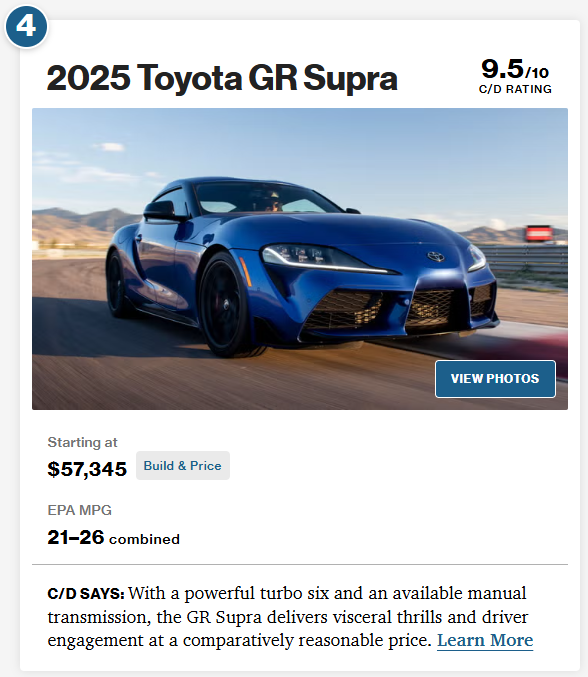 4
2025 Toyota GR Supra
9.5/10
C/D RATING
VIEW PHOTOS
Starting at
$57,345 Build & Price
EPA MPG
21–26 combined
C/D SAYS: With a powerful turbo six and an available manual
transmission, the GR Supra delivers visceral thrills and driver
engagement at a comparatively reasonable price. Learn More